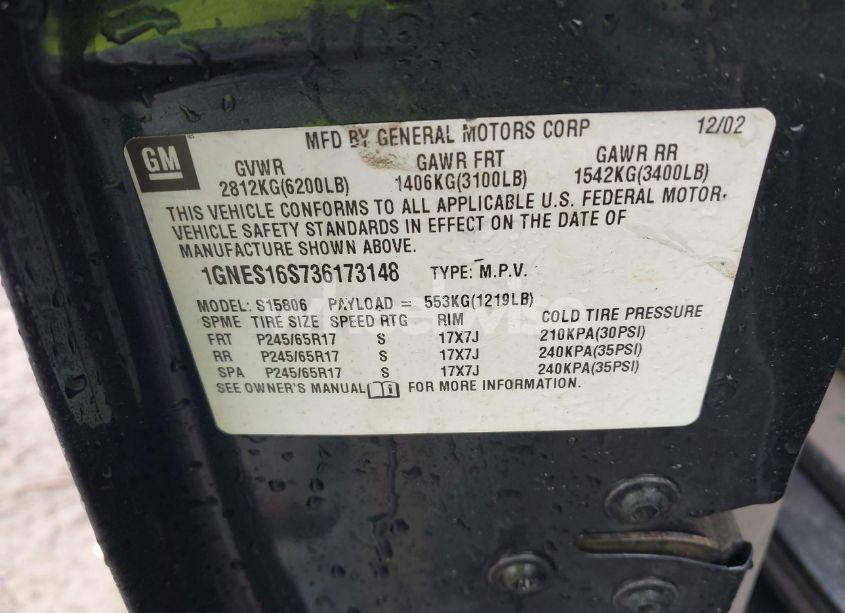 GM
MFD BY GENERAL MOTORS CORP 12/02
GVWR GAWR FRT GAWR RR
2812KG(6200LB) 1406KG(3100LB) 1542KG(3400LB)
THIS VEHICLE CONFORMS TO ALL APPLICABLE U.S. FEDERAL MOTOR
VEHICLE SAFETY STANDARDS IN EFFECT ON THE DATE OF
MANUFACTURE SHOWN ABOVE.
1GNES16S736173148 TYPE: M.P.V.
MODEL: S15806 PAYLOAD = 553KG(1219LB)
SPME TIRE SIZE SPEED RTG RIM COLD TIRE PRESSURE
FRT P245/65R17 S 17X7J 210KPA(30PSI)
RR P245/65R17 S 17X7J 240KPA(35PSI)
SPA P245/65R17 S 17X7J 240KPA(35PSI)
SEE OWNER'S MANUAL FOR MORE INFORMATION.